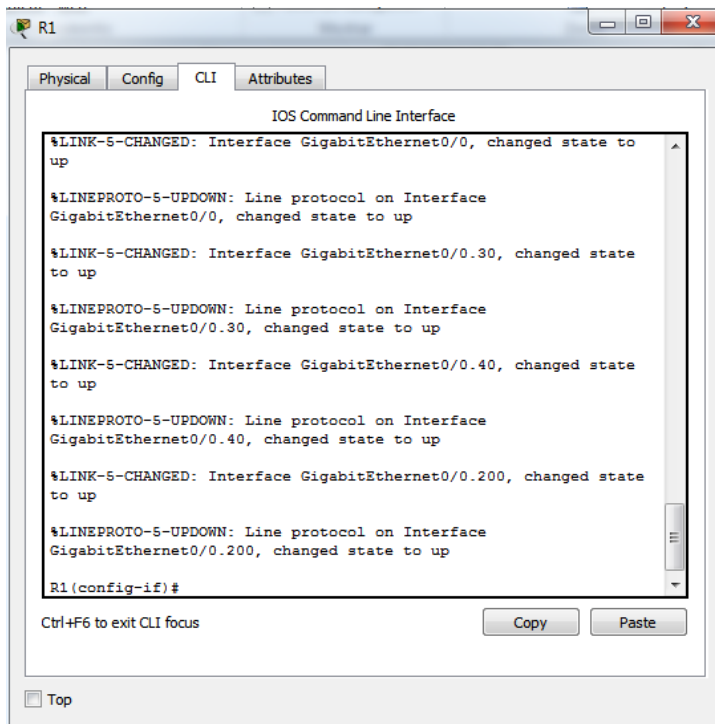 R1
Physical Config CLI Attributes
IOS Command Line Interface
%LINK-5-CHANGED: Interface GigabitEthernet0/0, changed state to
up
%LINEPROTO-5-UPDOWN: Line protocol on Interface
GigabitEthernet0/0, changed state to up
%LINK-5-CHANGED: Interface GigabitEthernet0/0.30, changed state
to up
%LINEPROTO-5-UPDOWN: Line protocol on Interface
GigabitEthernet0/0.30, changed state to up
%LINK-5-CHANGED: Interface GigabitEthernet0/0.40, changed state
to up
%LINEPROTO-5-UPDOWN: Line protocol on Interface
GigabitEthernet0/0.40, changed state to up
%LINK-5-CHANGED: Interface GigabitEthernet0/0.200, changed state
to up
%LINEPROTO-5-UPDOWN: Line protocol on Interface
GigabitEthernet0/0.200, changed state to up
R1(config-if)#
Ctrl+F6 to exit CLI focus Copy Paste
Top